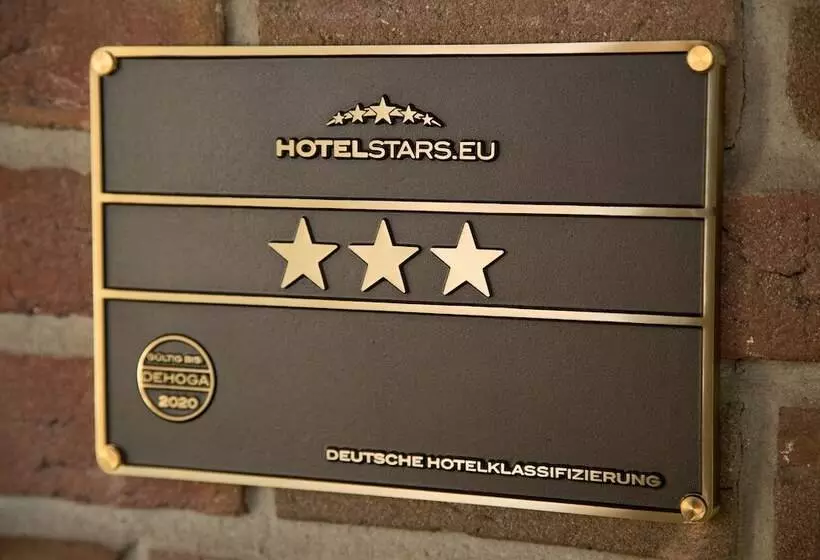 HOTELSTARS.EU
GÜLTIG BIS
DEHOGA
2020
DEUTSCHE HOTELKLASSIFIZIERUNG